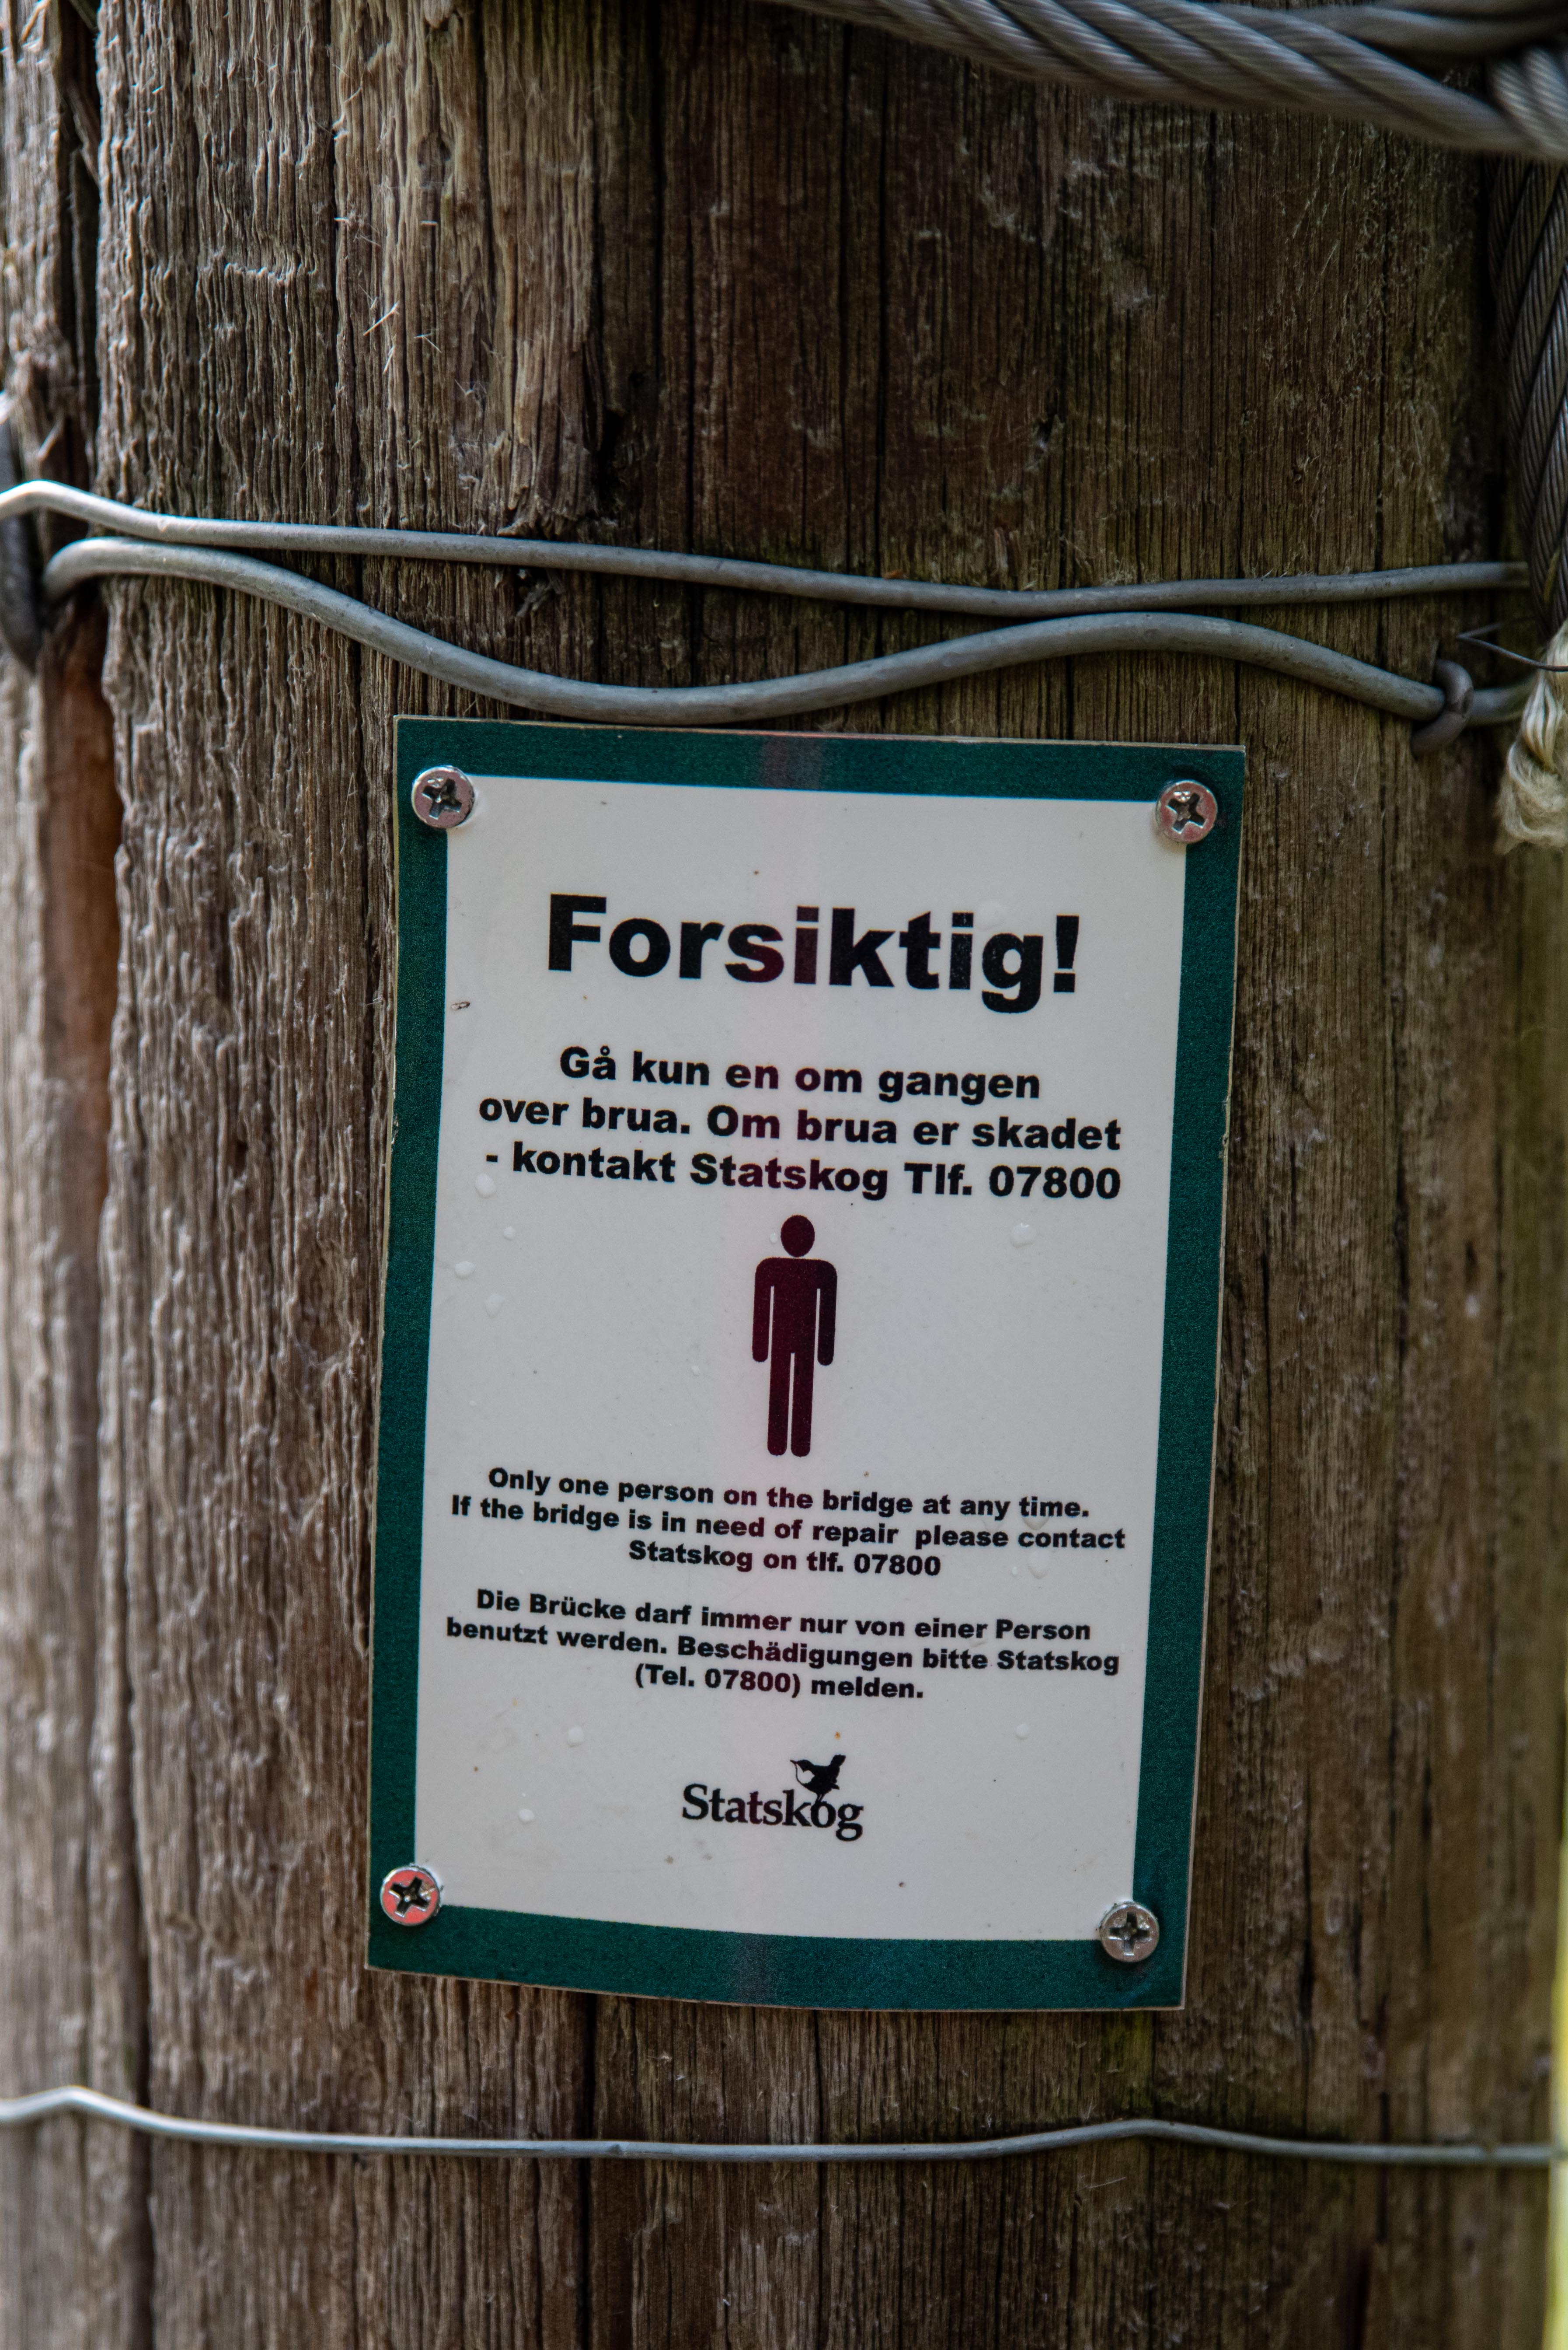 Forsiktig!
Gå kun en om gangen
over brua. Om brua er skadet
- kontakt Statskog Tlf. 07800
Only one person on the bridge at any time.
If the bridge is in need of repair please contact
Statskog on tlf. 07800
Die Brücke darf immer nur von einer Person
benutzt werden. Beschädigungen bitte Statskog
(Tel. 07800) melden.
Statskog